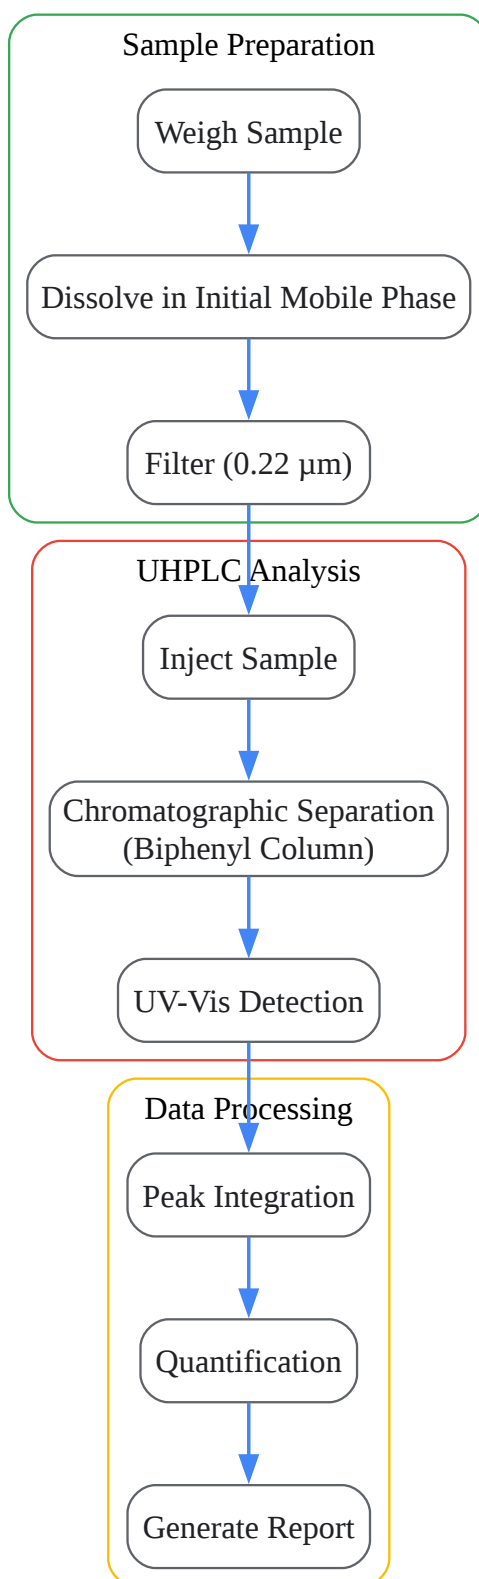 Sample Preparation
Weigh Sample
Dissolve in Initial Mobile Phase
Filter (0.22 µm)
UHPLC Analysis
Inject Sample
Chromatographic Separation
(Biphenyl Column)
UV-Vis Detection
Data Processing
Peak Integration
Quantification
Generate Report